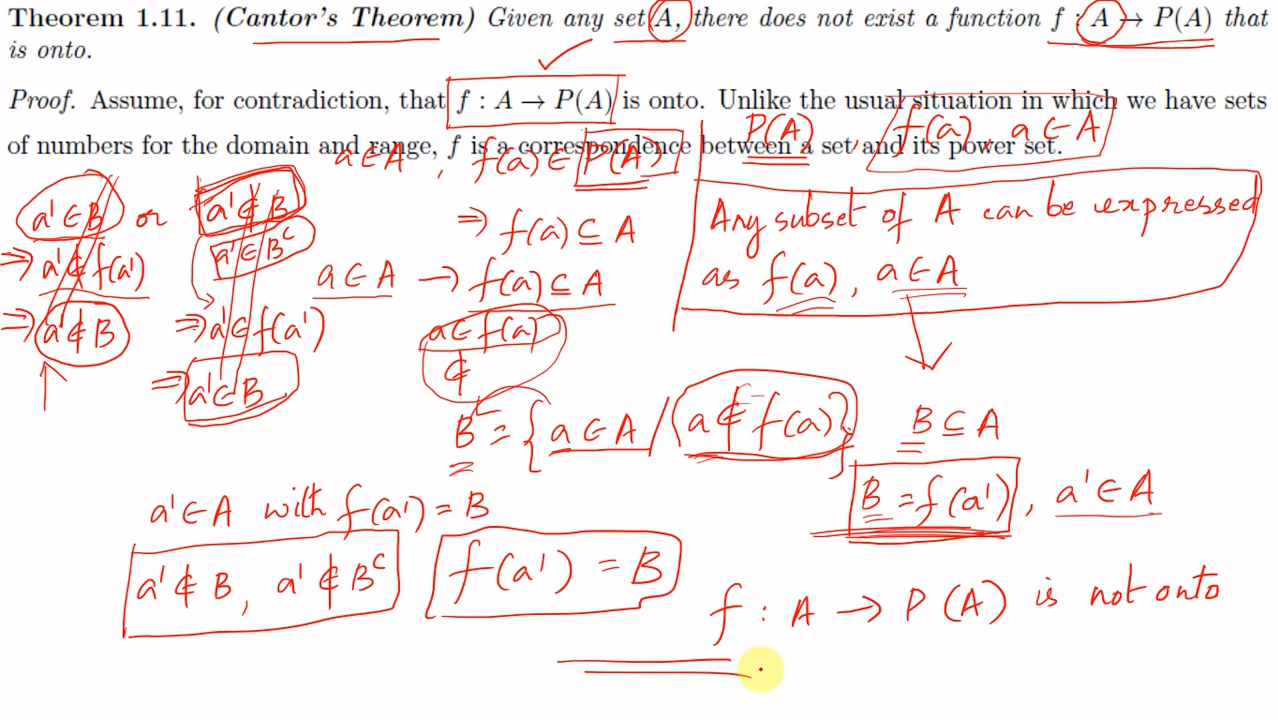 Theorem 1.11. (Cantor's Theorem) Given any set A, there does not exist a function f : A → P(A) that
is onto.
Proof. Assume, for contradiction, that f : A → P(A) is onto. Unlike the usual situation in which we have sets
of numbers for the domain and range, f is a correspondence between a set and its power set.
a ∈ A , f(a) ∈ P(A)
⇒ f(a) ⊆ A
a ∈ A → f(a) ⊆ A
a ∈ f(a)
∉
P(A) f(a), a ∈ A
Any subset of A can be expressed
as f(a), a ∈ A
a' ∈ B or a' ∉ B
a' ∈ Bᶜ
⇒ a' ∉ f(a') ⇒ a' ∈ f(a')
⇒ a' ∉ B ⇒ a' ∈ B
B = { a ∈ A / a ∉ f(a) } B ⊆ A
B = f(a'), a' ∈ A
a' ∈ A with f(a') = B
a' ∉ B, a' ∉ Bᶜ f(a') = B
f : A → P(A) is not onto